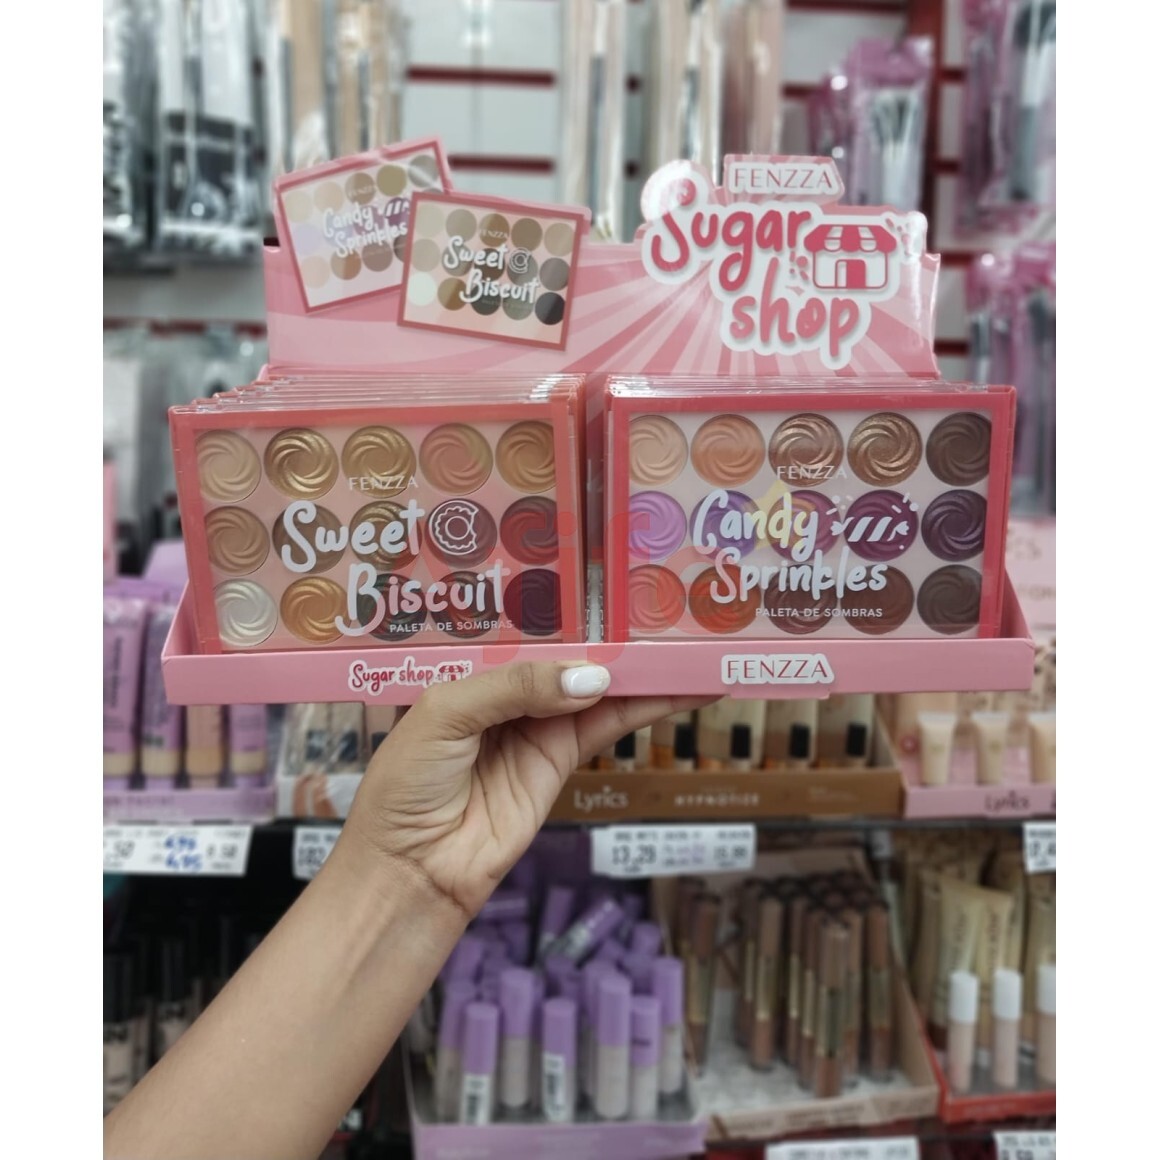 FENZZA
Sugar
shop
FENZZA
Candy
Sprinkles
FENZZA
Sweet
Biscuit
FENZZA
Sweet
Biscuit
PALETA DE SOMBRAS
FENZZA
Candy
Sprinkles
PALETA DE SOMBRAS
Sugar shop
FENZZA
Lyrics
HYPNOTIZE
Lyrics
13,29